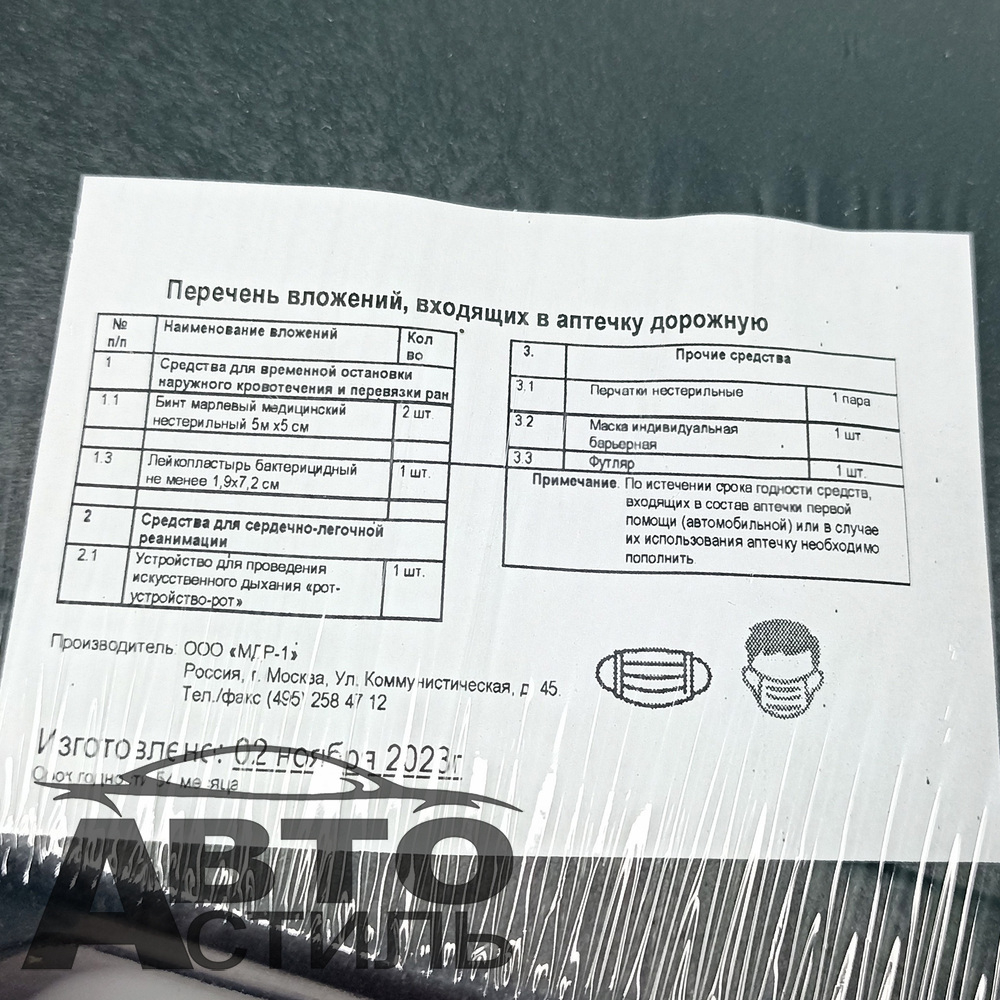 Перечень вложений, входящих в аптечку дорожную
№ п/п Наименование вложений Кол во
1 Средства для временной остановки
наружного кровотечения и перевязки ран
1.1 Бинт марлевый медицинский 2 шт.
нестерильный 5м х5 см
1.3 Лейкопластырь бактерицидный 1 шт.
не менее 1,9х7,2 см
2 Средства для сердечно-легочной
реанимации
2.1 Устройство для проведения 1 шт.
искусственного дыхания «рот-
устройство-рот»
3. Прочие средства
3.1 Перчатки нестерильные 1 пара
3.2 Маска индивидуальная 1 шт.
барьерная
3.3 Футляр 1 шт.
Примечание. По истечении срока годности средств,
входящих в состав аптечки первой
помощи (автомобильной) или в случае
их использования аптечку необходимо
пополнить.
Производитель: ООО «МДР-1»
Россия, г. Москва, Ул. Коммунистическая, д. 45.
Тел./факс (495) 258 47 12
Изготовлено: 02 ноября 2023г.
Срок годности 54 месяца
АВТО
СТИЛЬ